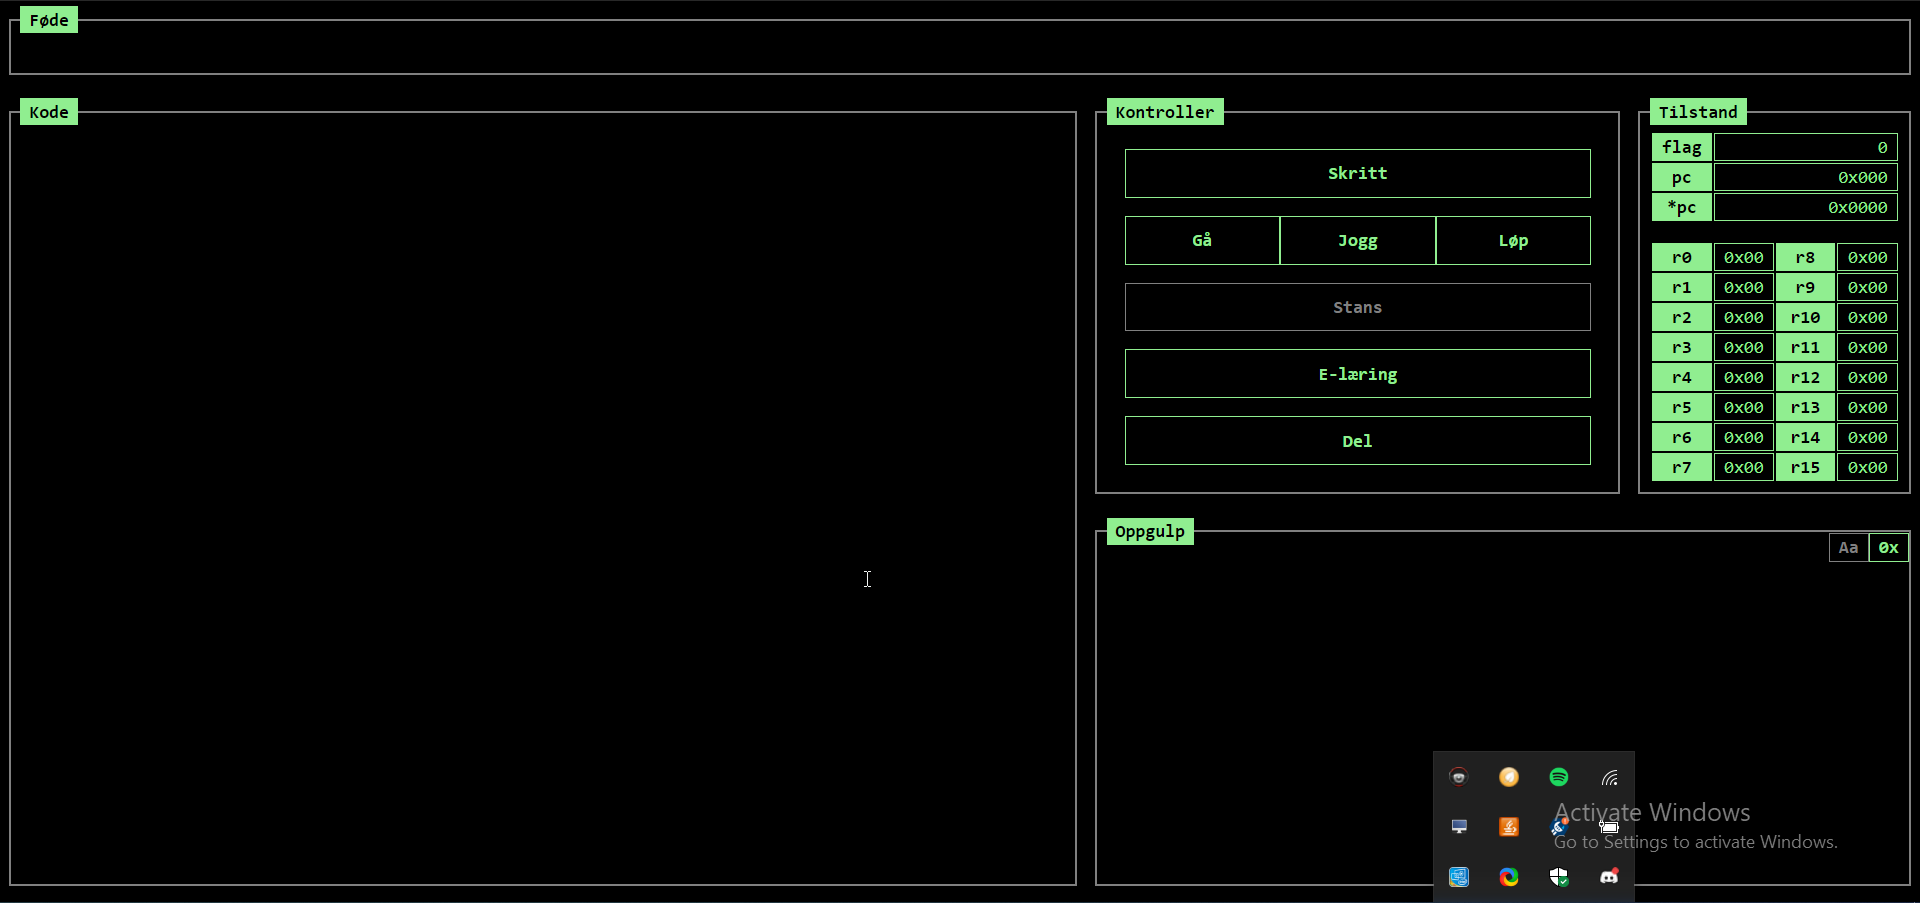 Føde
Kode
Kontroller
Skritt
Gå Jogg Løp
Stans
E-læring
Del
Tilstand
flag 0
pc 0x000
*pc 0x0000
r0 0x00 r8 0x00
r1 0x00 r9 0x00
r2 0x00 r10 0x00
r3 0x00 r11 0x00
r4 0x00 r12 0x00
r5 0x00 r13 0x00
r6 0x00 r14 0x00
r7 0x00 r15 0x00
Oppgulp
Aa 0x
Activate Windows
Go to Settings to activate Windows.